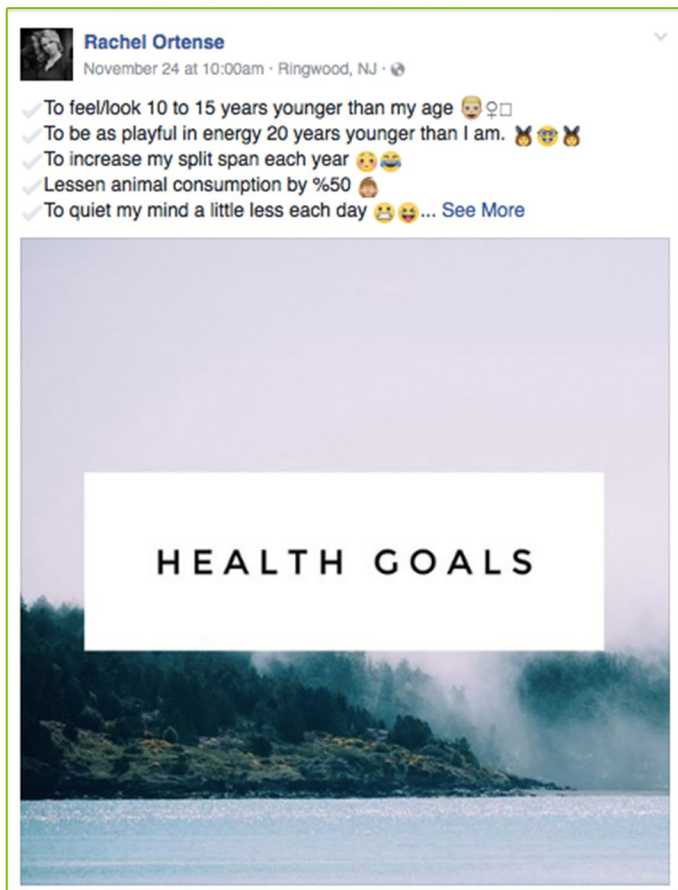 Rachel Ortense
November 24 at 10:00am · Ringwood, NJ ·
To feel/look 10 to 15 years younger than my age
To be as playful in energy 20 years younger than I am.
To increase my split span each year
Lessen animal consumption by %50
To quiet my mind a little less each day ... See More
HEALTH GOALS